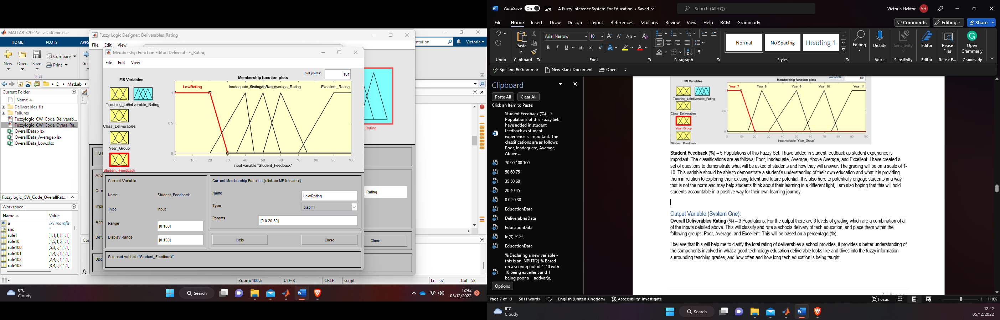 MATLAB R2022a - academic use
HOME
PLOTS
APPS
New
Open
Save
Compare
Print
Go
FILE
E: MatLab
Current Folder
Name
Deliverables_fis
Failures
Fuzzylogic_CW_Code_Deliverab...
Fuzzylogic_CW_Code_OverallRa...
OverallData.xlsx
OverallData_Average.xlsx
OverallData_Low.xlsx
Fuzzylogic_CW_Code_OverallRat...
Workspace
Name Value
a 1x1 mamfis
ans ''
rule1 [1,1,1,1,1,1]
rule10 [1,5,1,5,1,1]
rule100 [5,3,5,4,1,1]
rule101 [1,4,5,1,1,1]
rule102 [2,4,5,1,1,1]
rule103 [3,4,5,2,1,1]
Fuzzy Logic Designer: Deliverables_Rating
File Edit View
entation
Victoria
Membership Function Editor: Deliverables_Rating
File Edit View
plot points: 181
FIS Variables
Membership function plots
Teaching_Level
Deliverable_Rating
Class_Deliverables
Year_Group
Student_Feedback
LowRating
Excellent_Rating
1
0.5
0
0 10 20 30 40 50 60 70 80 90 100
input variable "Student_Feedback"
Current Variable
Name Student_Feedback
Type input
Range [0 100]
Display Range [0 100]
Current Membership Function (click on MF to select)
Name LowRating
Type trapmf
Params [0 0 20 30]
Help
Close
Selected variable "Student_Feedback"
FIS
And
Or m
Impli
Agg
Defu
Upd
_Rating
_Rating
Close
Cor
fx
Zoom: 100% UTF-8 CRLF script Ln 67 Col 58
8°C
Cloudy
Search
12:42
05/12/2022
2
AutoSave On
A Fuzzy Inference System For Education • Saved
Search (Alt+Q)
Victoria Hektor VH
File Home Insert Draw Design Layout References Mailings Review View Help RCM Grammarly
Comments Editing Share
Arial Narrow 10
Paste
Normal
No Spacing
Heading 1
Editing
Dictate
Sensitivity
Editor
Reuse
Files
Open
Grammarly
Undo Clipboard Font Paragraph Styles Voice Sensitivity Editor Reuse F... Grammarly
Spelling & Grammar New Blank Document Open
Clipboard
Paste All Clear All
Click an Item to Paste:
Student Feedback (%) – 5
Populations of this Fuzzy Set: I
have added in student
feedback as student
experience is important. The
classifications are as follows;
Poor, Inadequate, Average,
Above ...
70 90 100 100
50 60 75
35 50 60
20 40 45
0 0 20 30
EducationData
DeliverablesData
EducationData
In(3) %.2f,
EducationData
% Declaring a new variable -
this is an INPUT(2) % Based
on a scoring out of 1-10 with
10 being excellent and 1
being poor a = addvar(a,
Options
FIS Variables
Membership function plots
plot points: 181
Teaching_Level
Deliverable_Rating
Class_Deliverables
Year_Group
Student_Feedback
Year_7 Year_8 Year_9 Year_10 Year_11
1
0.5
0
0 10 20 30 40 50 60 70 80 90 100
input variable "Year_Group"
Student Feedback (%) – 5 Populations of this Fuzzy Set: I have added in student feedback as student experience is
important. The classifications are as follows; Poor, Inadequate, Average, Above Average, and Excellent. I have created a
set of questions to demonstrate what will be asked of students and how they will answer. The grading will be on a scale of 1-
10. This variable should be able to demonstrate a student's understanding of their own education and what it is providing
them in relation to exploring their existing talent and future potential. It is also here to potentially engage students in a way
that is not the norm and may help students think about their learning in a different light, I am also hoping that this will hold
students accountable in a positive way for their own learning journey.
Output Variable (System One):
Overall Deliverables Rating (%) – 3 Populations: For the output there are 3 levels of grading which are a combination of all
of the inputs detailed above. This will classify and rate a schools delivery of tech education, and place them within the
following groups; Poor, Average, and Excellent. This will be based on a percentage (%).
I believe that this will help me to clarify the total rating of deliverables a school provides, it provides a better understanding of
the components involved in what a good technology education deliverable looks like and dives into the fuzzy information
surrounding teaching grades, and how often and how long tech education is being taught.
7 | P a g e
Page 7 of 13 5811 words English (United Kingdom) Accessibility: Investigate
Focus
110%
8°C
Cloudy
Search
12:42
05/12/2022